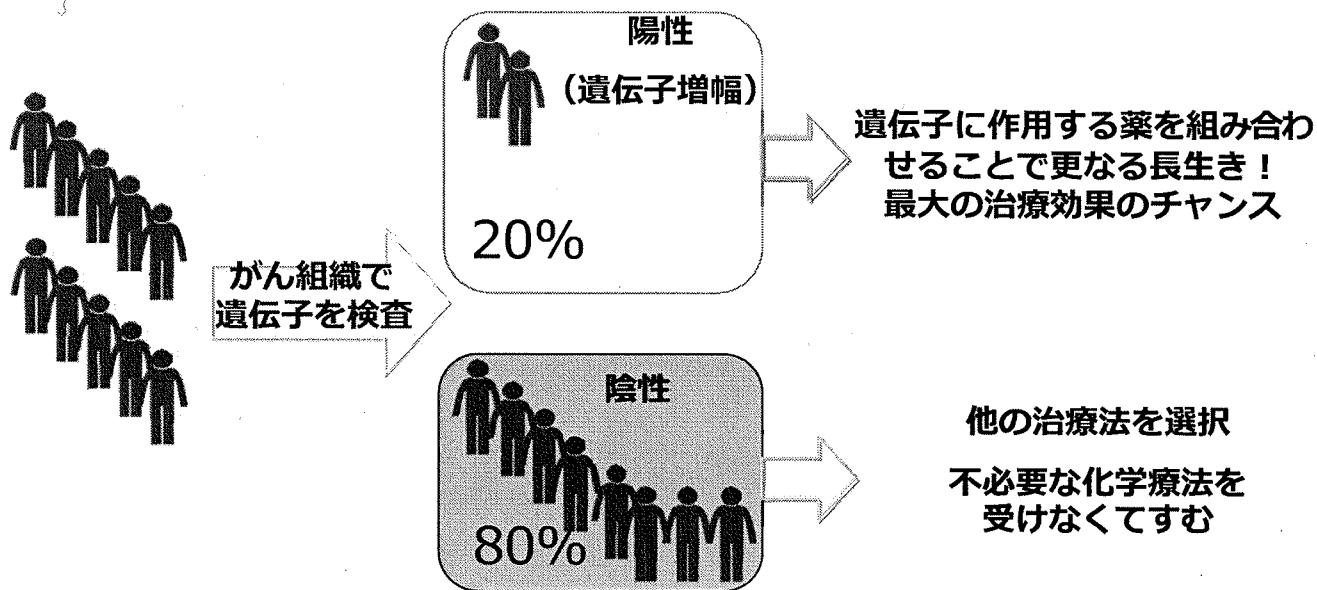 がん組織で
遺伝子を検査
陽性
（遺伝子増幅）
20%
遺伝子に作用する薬を組み合わ
せることで更なる長生き！
最大の治療効果のチャンス
陰性
80%
他の治療法を選択
不必要な化学療法を
受けなくてすむ